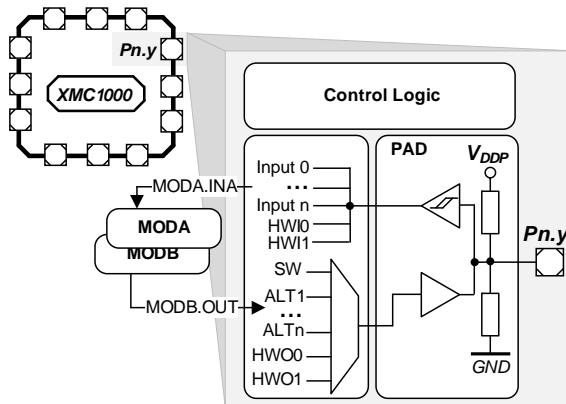 Pn.y
XMC1000
Control Logic
PAD
VDDP
Input 0
...
Input n
HWI0
HWI1
MODA.INA
MODA
MODB
MODB.OUT
SW
ALT1
...
ALTn
HWO0
HWO1
Pn.y
GND